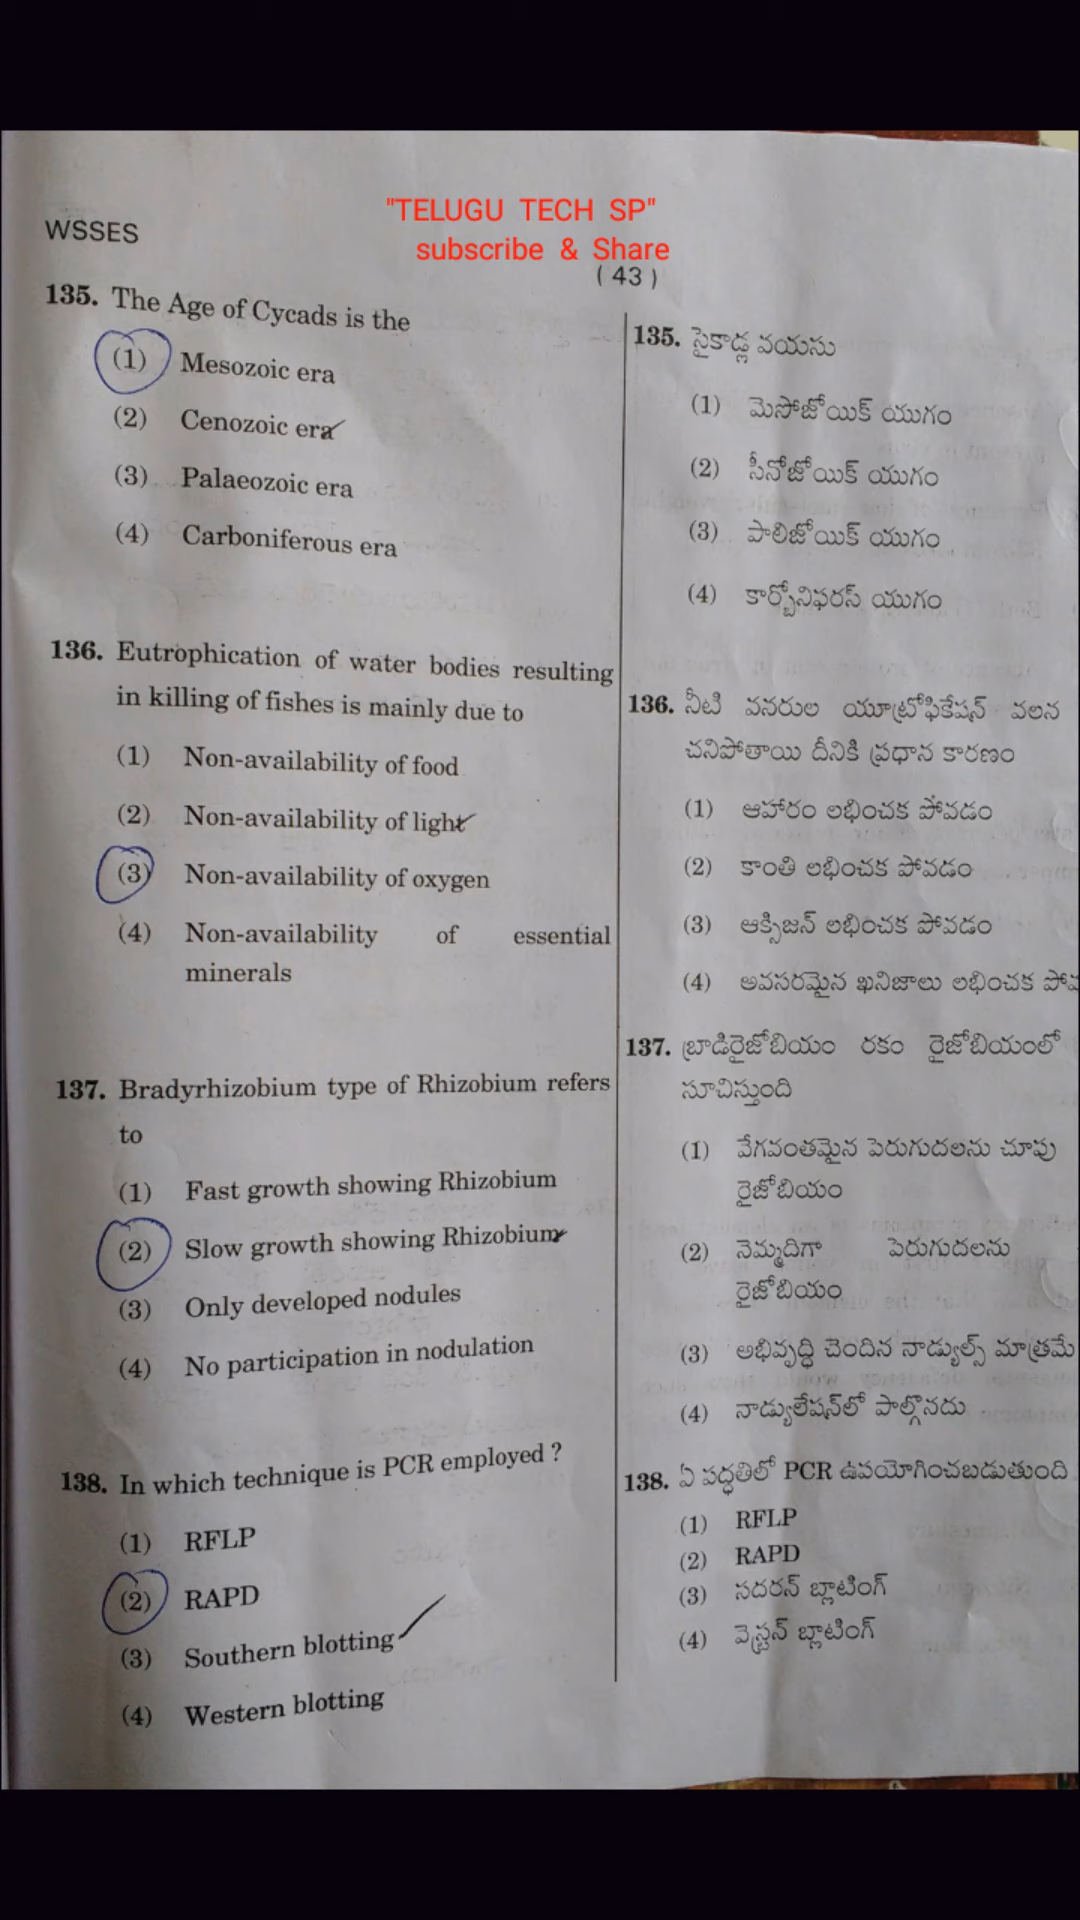 "TELUGU TECH SP"
subscribe & Share
WSSES
( 43 )
135. The Age of Cycads is the
(1) Mesozoic era
(2) Cenozoic era
(3) Palaeozoic era
(4) Carboniferous era
136. Eutrophication of water bodies resulting
in killing of fishes is mainly due to
(1) Non-availability of food
(2) Non-availability of light
(3) Non-availability of oxygen
(4) Non-availability of essential
minerals
137. Bradyrhizobium type of Rhizobium refers
to
(1) Fast growth showing Rhizobium
(2) Slow growth showing Rhizobium
(3) Only developed nodules
(4) No participation in nodulation
138. In which technique is PCR employed ?
(1) RFLP
(2) RAPD
(3) Southern blotting
(4) Western blotting
135. సైకాడ్ల వయసు
(1) మెసోజోయిక్ యుగం
(2) సీనోజోయిక్ యుగం
(3) పాలిజోయిక్ యుగం
(4) కార్బోనిఫరస్ యుగం
136. నీటి వనరుల యూట్రోఫికేషన్ వలన
చనిపోతాయి దీనికి ప్రధాన కారణం
(1) ఆహారం లభించక పోవడం
(2) కాంతి లభించక పోవడం
(3) ఆక్సిజన్ లభించక పోవడం
(4) అవసరమైన ఖనిజాలు లభించక
137. బ్రాడిరైజోబియం రకం రైజోబియంలో
సూచిస్తుంది
(1) వేగవంతమైన పెరుగుదలను చూపు
రైజోబియం
(2) నెమ్మదిగా పెరుగుదలను
రైజోబియం
(3) అభివృద్ధి చెందిన నాడ్యుల్స్ మాత్రమే
(4) నాడ్యులేషన్‌లో పాల్గొనదు
138. ఏ పద్ధతిలో PCR ఉపయోగించబడుతుంది
(1) RFLP
(2) RAPD
(3) సదరన్ బ్లాటింగ్
(4) వెస్ట్రన్ బ్లాటింగ్